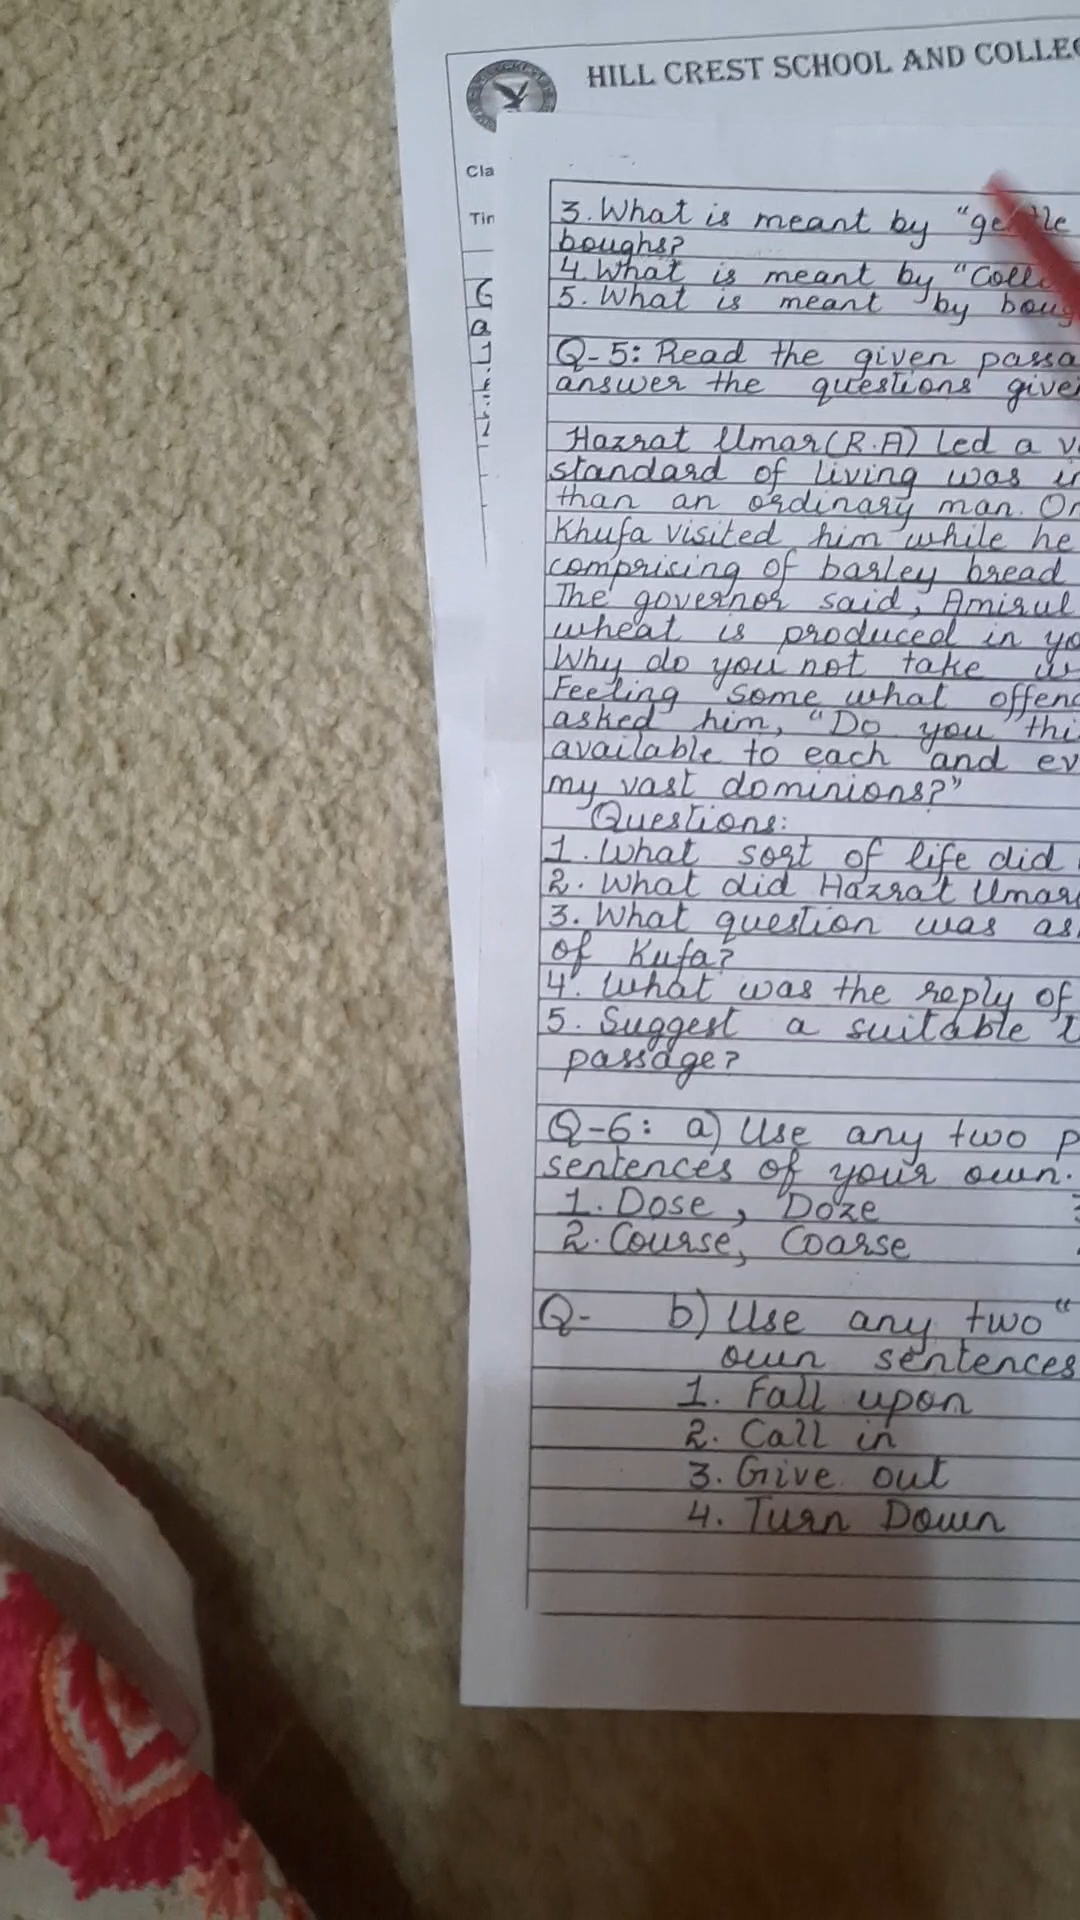 HILL CREST SCHOOL AND COLLEG
Cla
Tir
3. What is meant by "ge
boughs?
4. What is meant by "Coll
5. What is meant by boug
Q-5: Read the given passa
answer the questions give
Hazrat Umar(R.A) Led a v
standard of living was in
than an ordinary man. On
Khufa visited him while he
comprising of barley bread
The governor said, Amirul
wheat is produced in yo
Why do you not take
Feeling some what offend
asked him, "Do you thi
available to each and ev
my vast dominions?"
Questions:
1. What sort of life did
2. What did Hazrat Umar
3. What question was as
of Kufa?
4. What was the reply of
5. Suggest a suitable t
passage?
Q-6: a) Use any two p
sentences of your own.
1. Dose, Doze
2. Course, Coarse
Q- b) Use any two "
own sentences
1. Fall upon
2. Call in
3. Give out
4. Turn Down